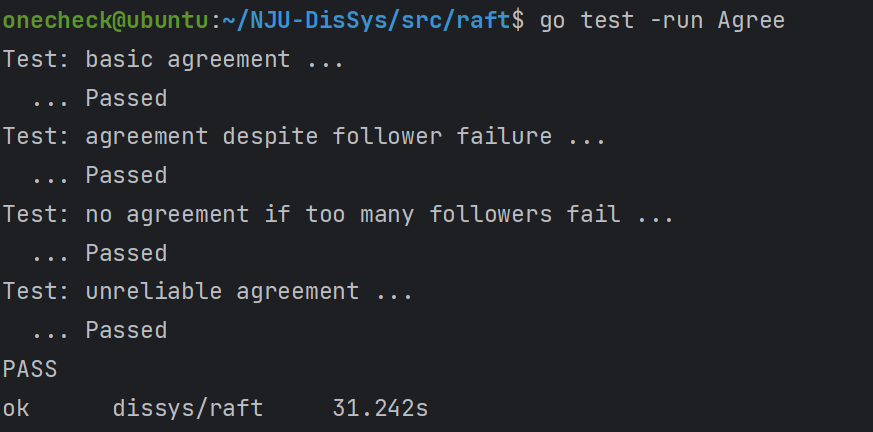 onecheck@ubuntu:~/NJU-DisSys/src/raft$ go test -run Agree
Test: basic agreement ...
  ... Passed
Test: agreement despite follower failure ...
  ... Passed
Test: no agreement if too many followers fail ...
  ... Passed
Test: unreliable agreement ...
  ... Passed
PASS
ok      dissys/raft     31.242s